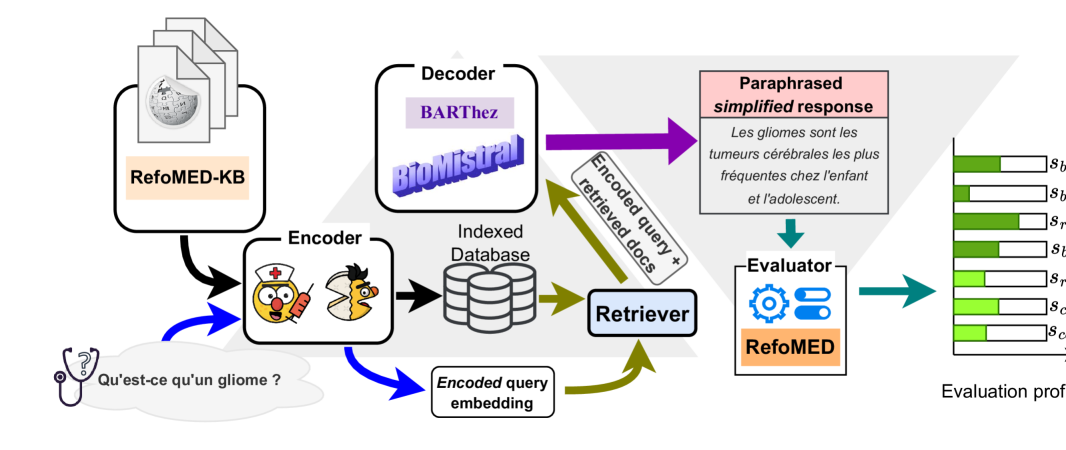 RefoMED-KB
Qu'est-ce qu'un gliome ?
Encoder
Decoder
BARThez
BioMistral
Indexed
Database
Encoded query
embedding
Retriever
Encoded query +
retrieved docs
Paraphrased
simplified response
Les gliomes sont les
tumeurs cérébrales les plus
fréquentes chez l'enfant
et l'adolescent.
Evaluator
RefoMED
s_b
s_b
s_r
s_b
s_r
s_c
s_c
Evaluation prof